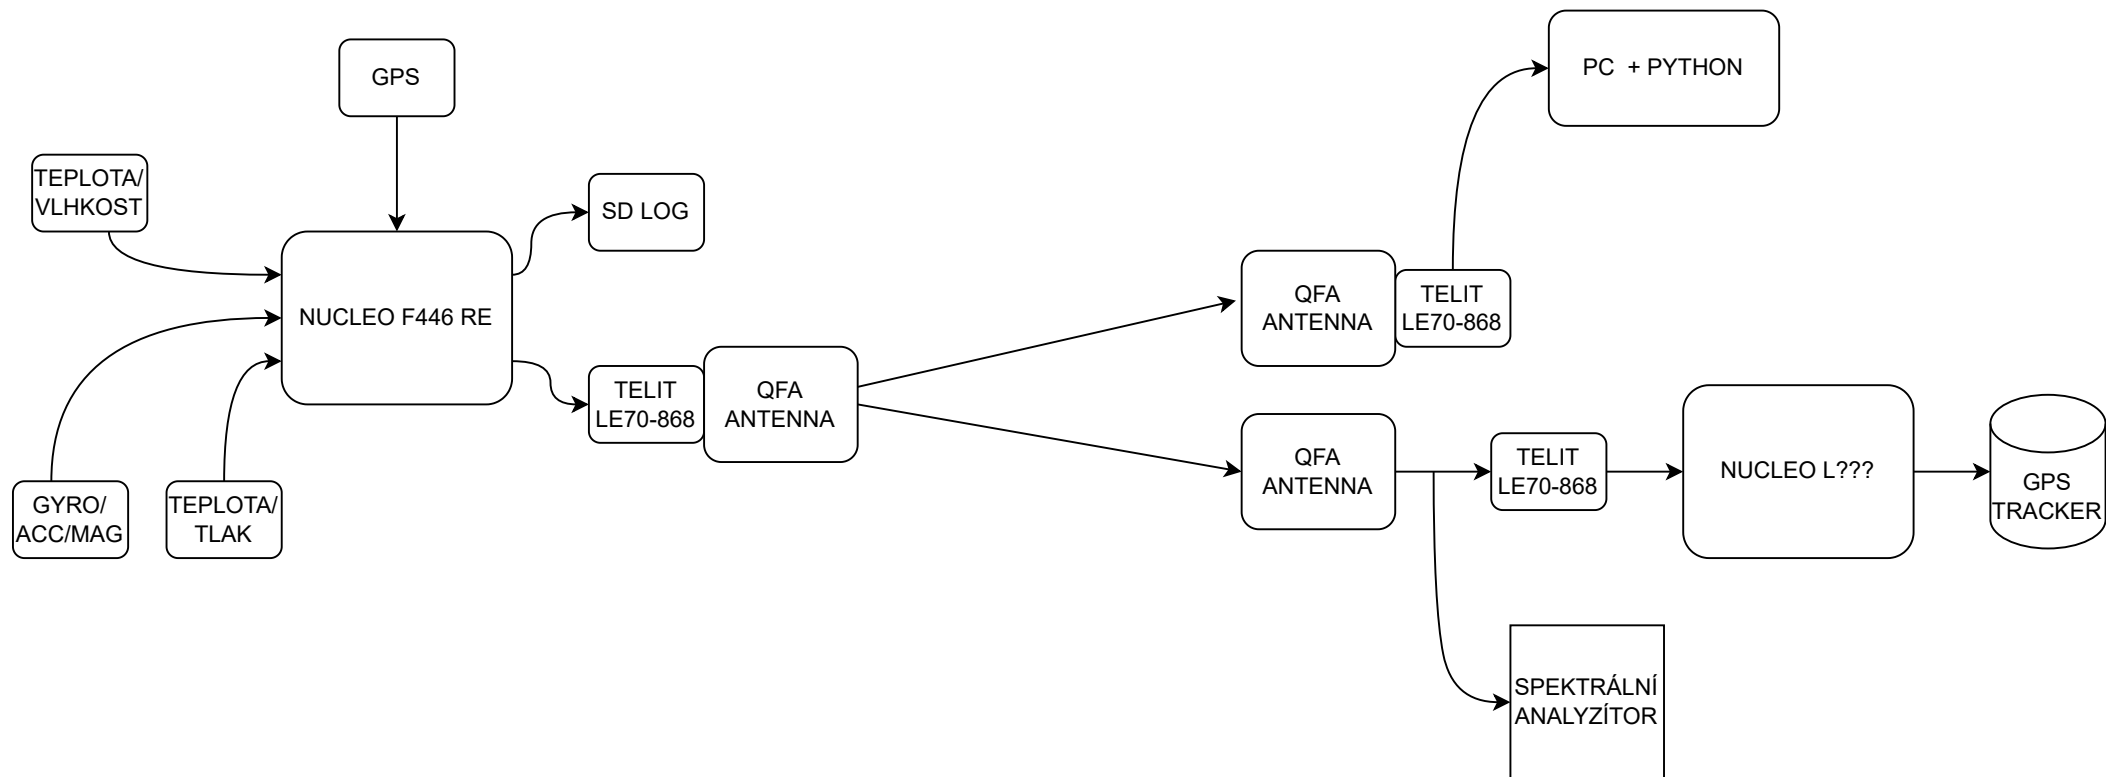 GPS
PC + PYTHON
TEPLOTA/
VLHKOST
SD LOG
NUCLEO F446 RE
QFA
ANTENNA
TELIT
LE70-868
TELIT
LE70-868
QFA
ANTENNA
QFA
ANTENNA
TELIT
LE70-868
NUCLEO L???
GPS
TRACKER
GYRO/
ACC/MAG
TEPLOTA/
TLAK
SPEKTRÁLNÍ
ANALYZÍTOR